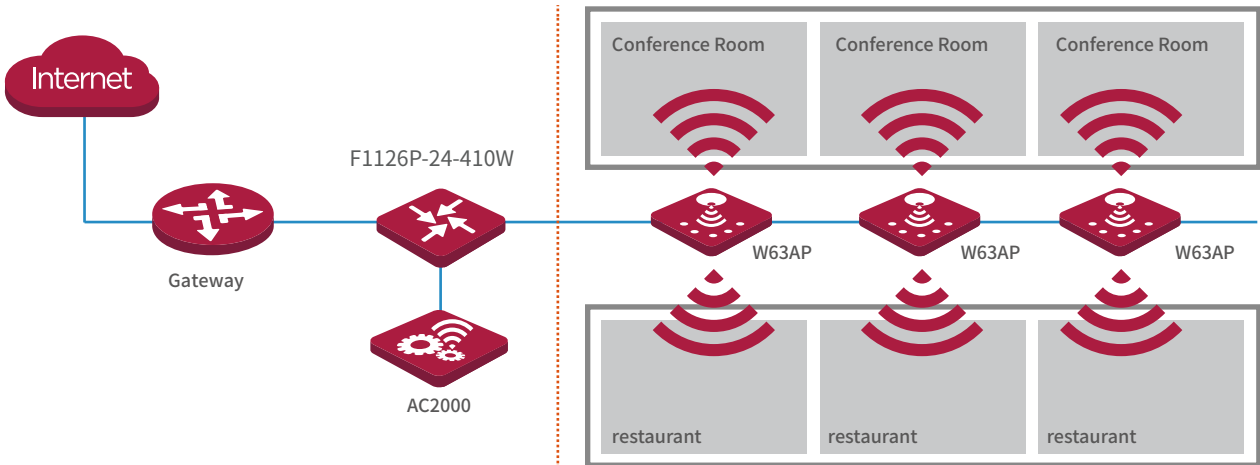 Internet
Gateway
F1126P-24-410W
AC2000
Conference Room
Conference Room
Conference Room
W63AP
W63AP
W63AP
restaurant
restaurant
restaurant